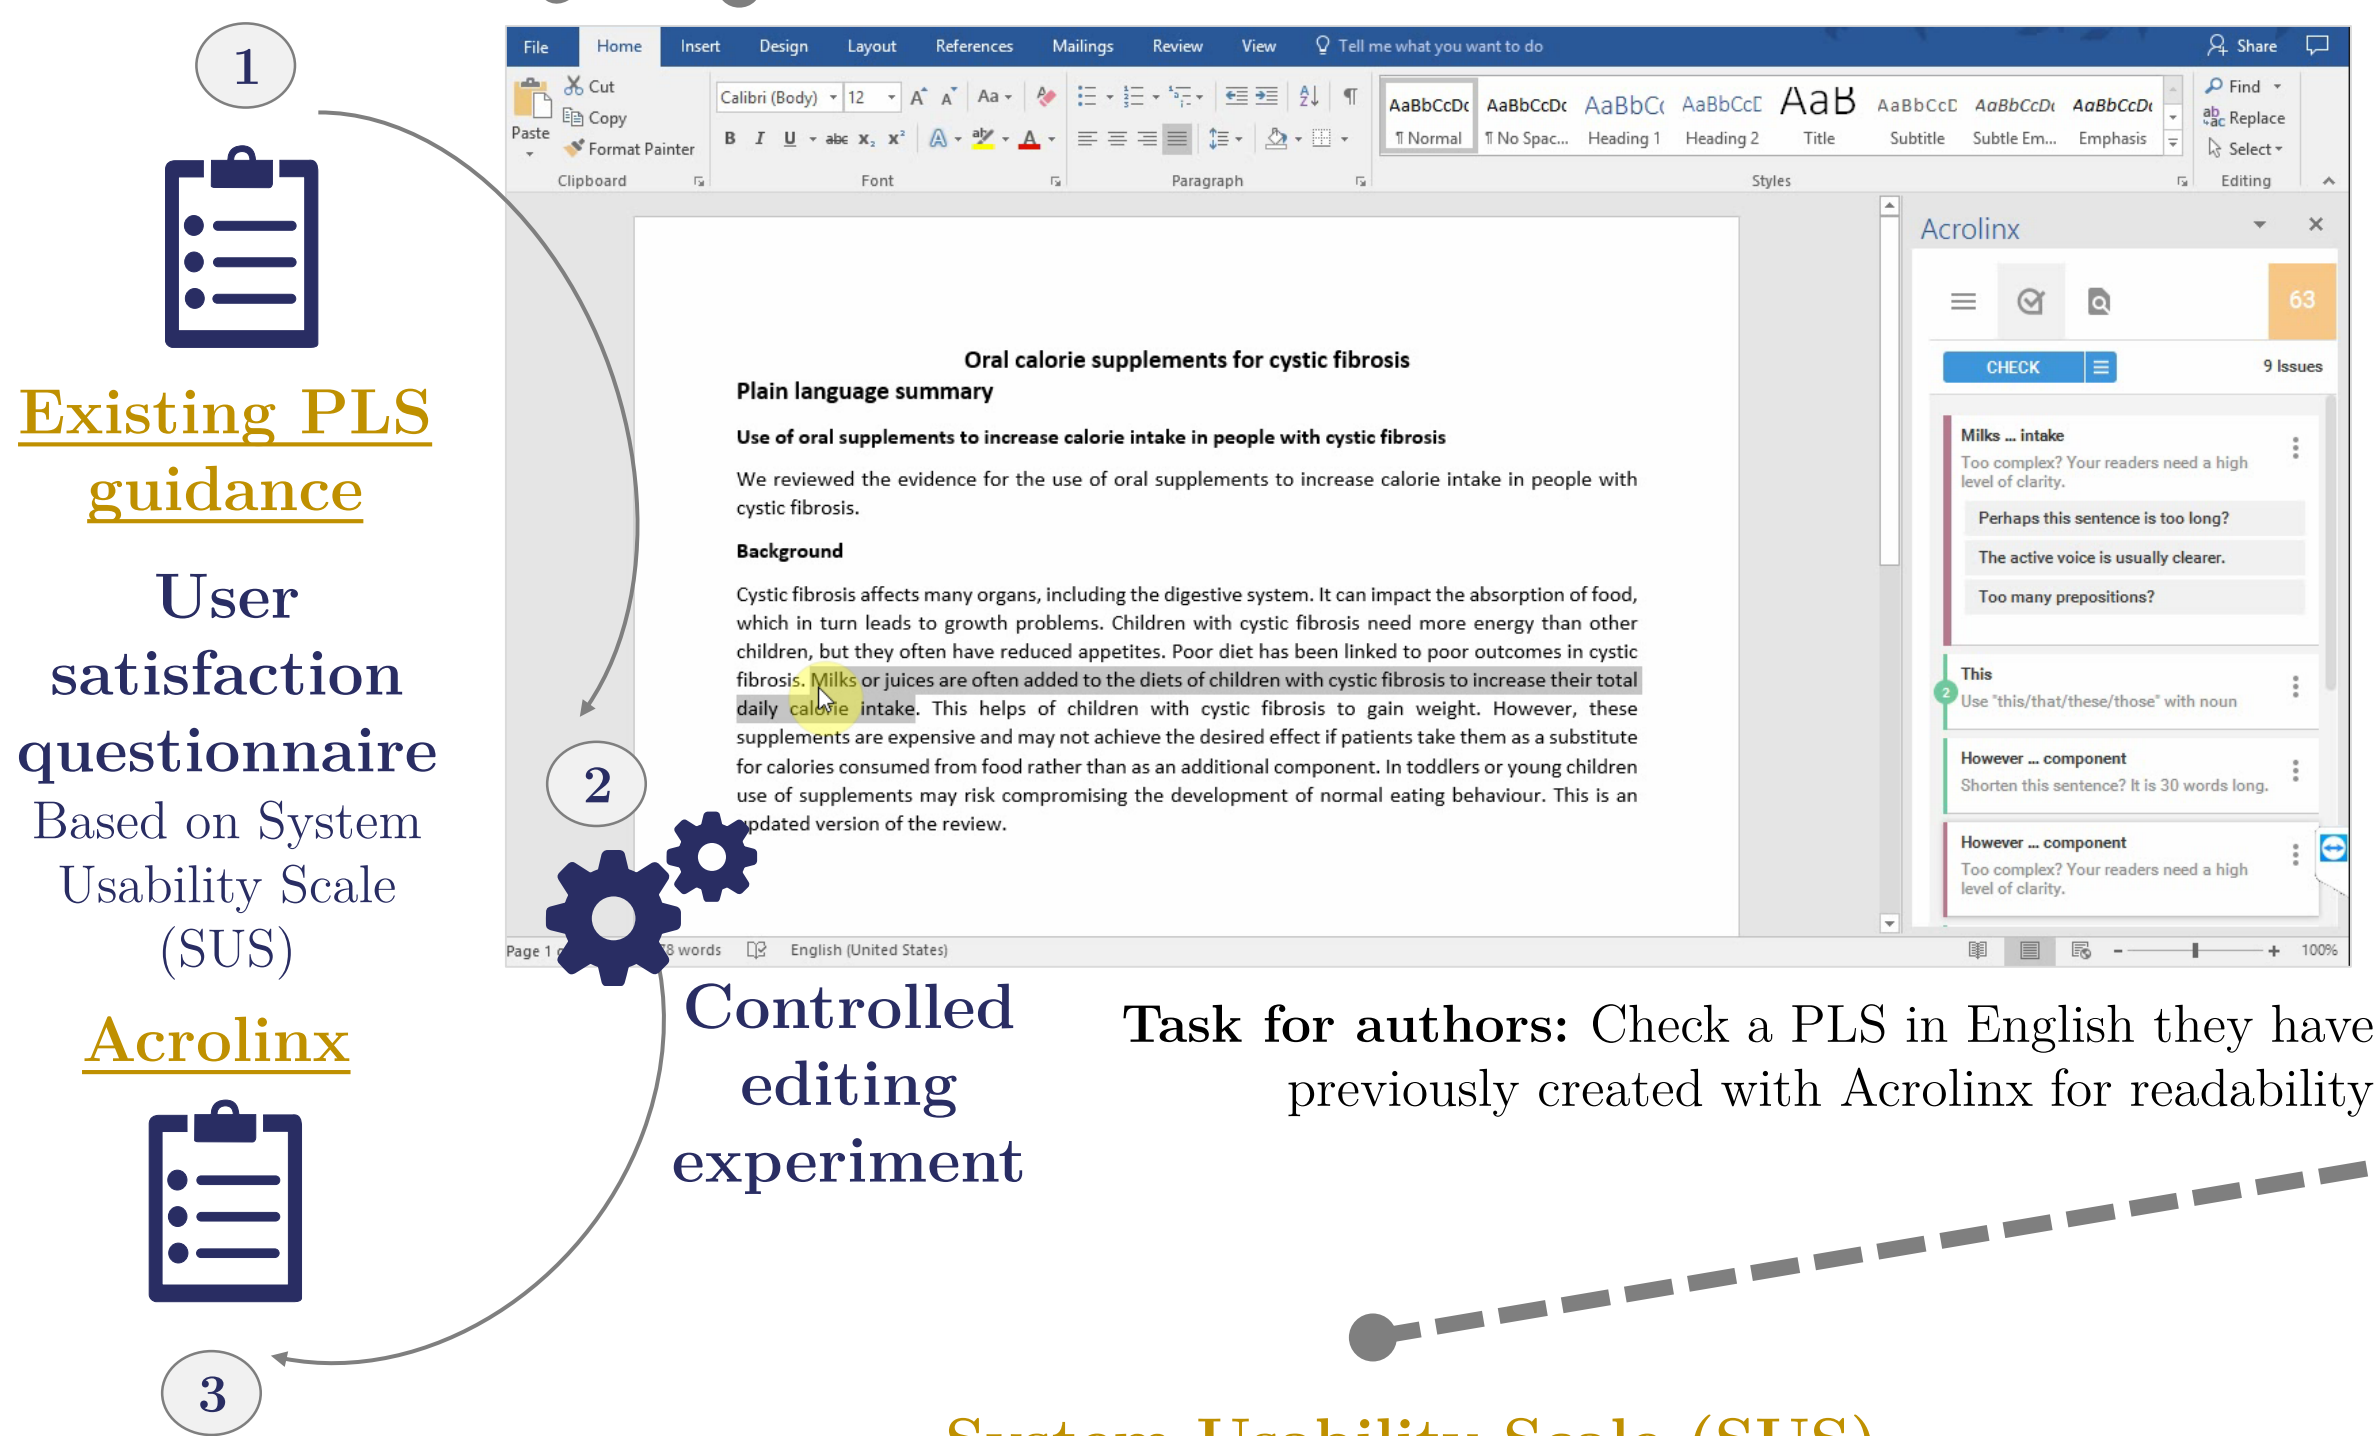 1
Existing PLS
guidance
User
satisfaction
questionnaire
Based on System
Usability Scale
(SUS)
Acrolinx
3
2
Controlled
editing
experiment
File Home Insert Design Layout References Mailings Review View Tell me what you want to do Share
Cut
Copy
Format Painter
Paste
Clipboard
Calibri (Body) 12
Font
Paragraph
AaBbCcDc AaBbCcDc AaBbC AaBbCcE AaB AaBbCcD AaBbCcDc AaBbCcDc
¶ Normal ¶ No Spac... Heading 1 Heading 2 Title Subtitle Subtle Em... Emphasis
Styles
Find
Replace
Select
Editing
Oral calorie supplements for cystic fibrosis
Plain language summary
Use of oral supplements to increase calorie intake in people with cystic fibrosis
We reviewed the evidence for the use of oral supplements to increase calorie intake in people with
cystic fibrosis.
Background
Cystic fibrosis affects many organs, including the digestive system. It can impact the absorption of food,
which in turn leads to growth problems. Children with cystic fibrosis need more energy than other
children, but they often have reduced appetites. Poor diet has been linked to poor outcomes in cystic
fibrosis. Milks or juices are often added to the diets of children with cystic fibrosis to increase their total
daily calorie intake. This helps of children with cystic fibrosis to gain weight. However, these
supplements are expensive and may not achieve the desired effect if patients take them as a substitute
for calories consumed from food rather than as an additional component. In toddlers or young children
use of supplements may risk compromising the development of normal eating behaviour. This is an
updated version of the review.
Page 1 words English (United States) 100%
Acrolinx
63
CHECK 9 Issues
Milks ... intake
Too complex? Your readers need a high
level of clarity.
Perhaps this sentence is too long?
The active voice is usually clearer.
Too many prepositions?
2
This
Use "this/that/these/those" with noun
However ... component
Shorten this sentence? It is 30 words long.
However ... component
Too complex? Your readers need a high
level of clarity.
Task for authors: Check a PLS in English they have
previously created with Acrolinx for readability
System Usability Scale (SUS)